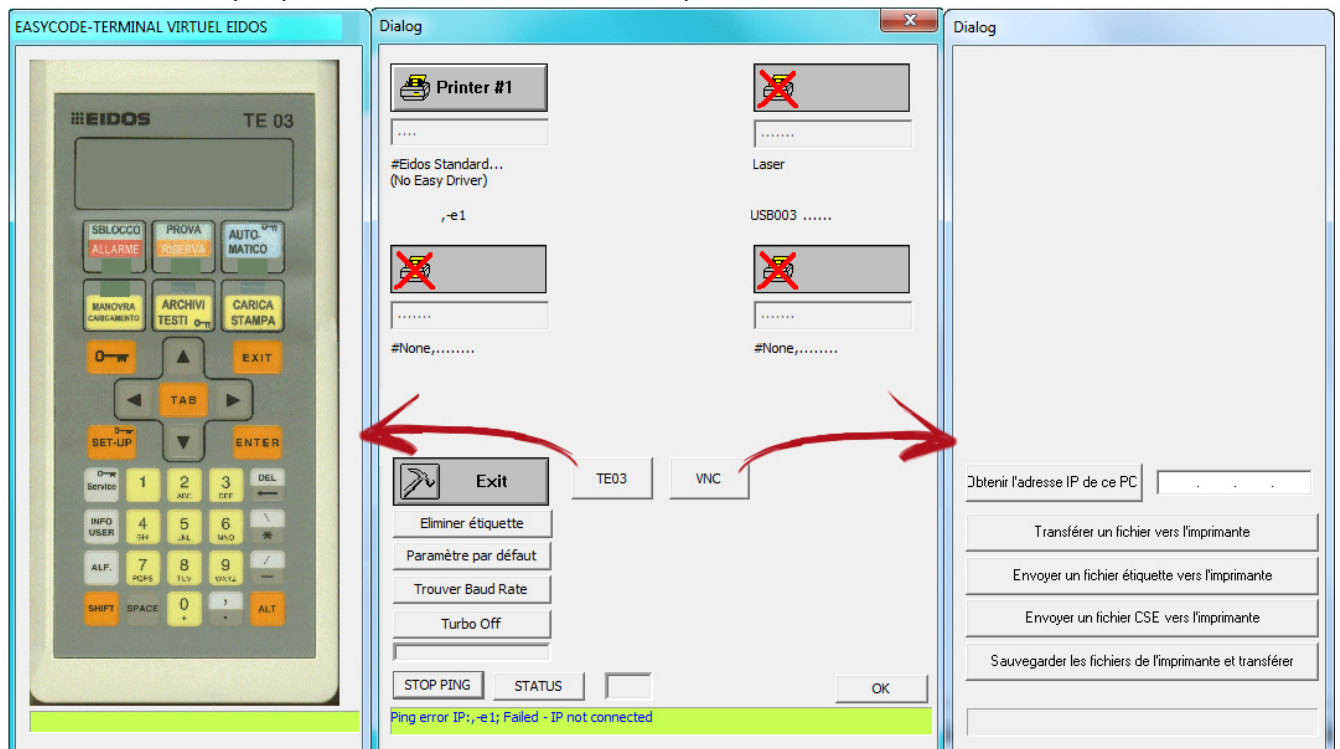 EASYCODE-TERMINAL VIRTUEL EIDOS
EIDOS TE 03
SBLOCCO
ALLARME
PROVA
RISERVA
AUTO.
MATICO
MANOVRA
CARICAMENTO
ARCHIVI
TESTI
CARICA
STAMPA
EXIT
TAB
SET-UP
ENTER
Service
1
2
ABC
3
DEF
DEL
INFO
USER
4
GHI
5
JKL
6
MNO
\
*
ALF.
7
PQRS
8
TUV
9
WXYZ
/
—
SHIFT
SPACE
0
+
,
.
ALT
Dialog
Printer #1
....
.......
#Eidos Standard...
(No Easy Driver)
Laser
,-e1
USB003 ......
.......
.......
#None,........
#None,........
Exit
TE03
VNC
Eliminer étiquette
Paramètre par défaut
Trouver Baud Rate
Turbo Off
STOP PING
STATUS
OK
Ping error IP:,-e1; Failed - IP not connected
Dialog
Obtenir l'adresse IP de ce PC
. . .
Transférer un fichier vers l'imprimante
Envoyer un fichier étiquette vers l'imprimante
Envoyer un fichier CSE vers l'imprimante
Sauvegarder les fichiers de l'imprimante et transférer